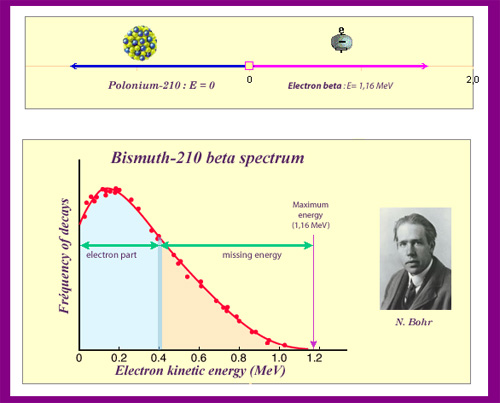 e
Polonium-210 : E = 0
0
Electron beta : E= 1,16 MeV
2,0
Bismuth-210 beta spectrum
Fréquency of decays
Maximum
energy
(1,16 MeV)
electron part
missing energy
0
0.2
0.4
0.6
0.8
1.0
1.2
Electron kinetic energy (MeV)
N. Bohr